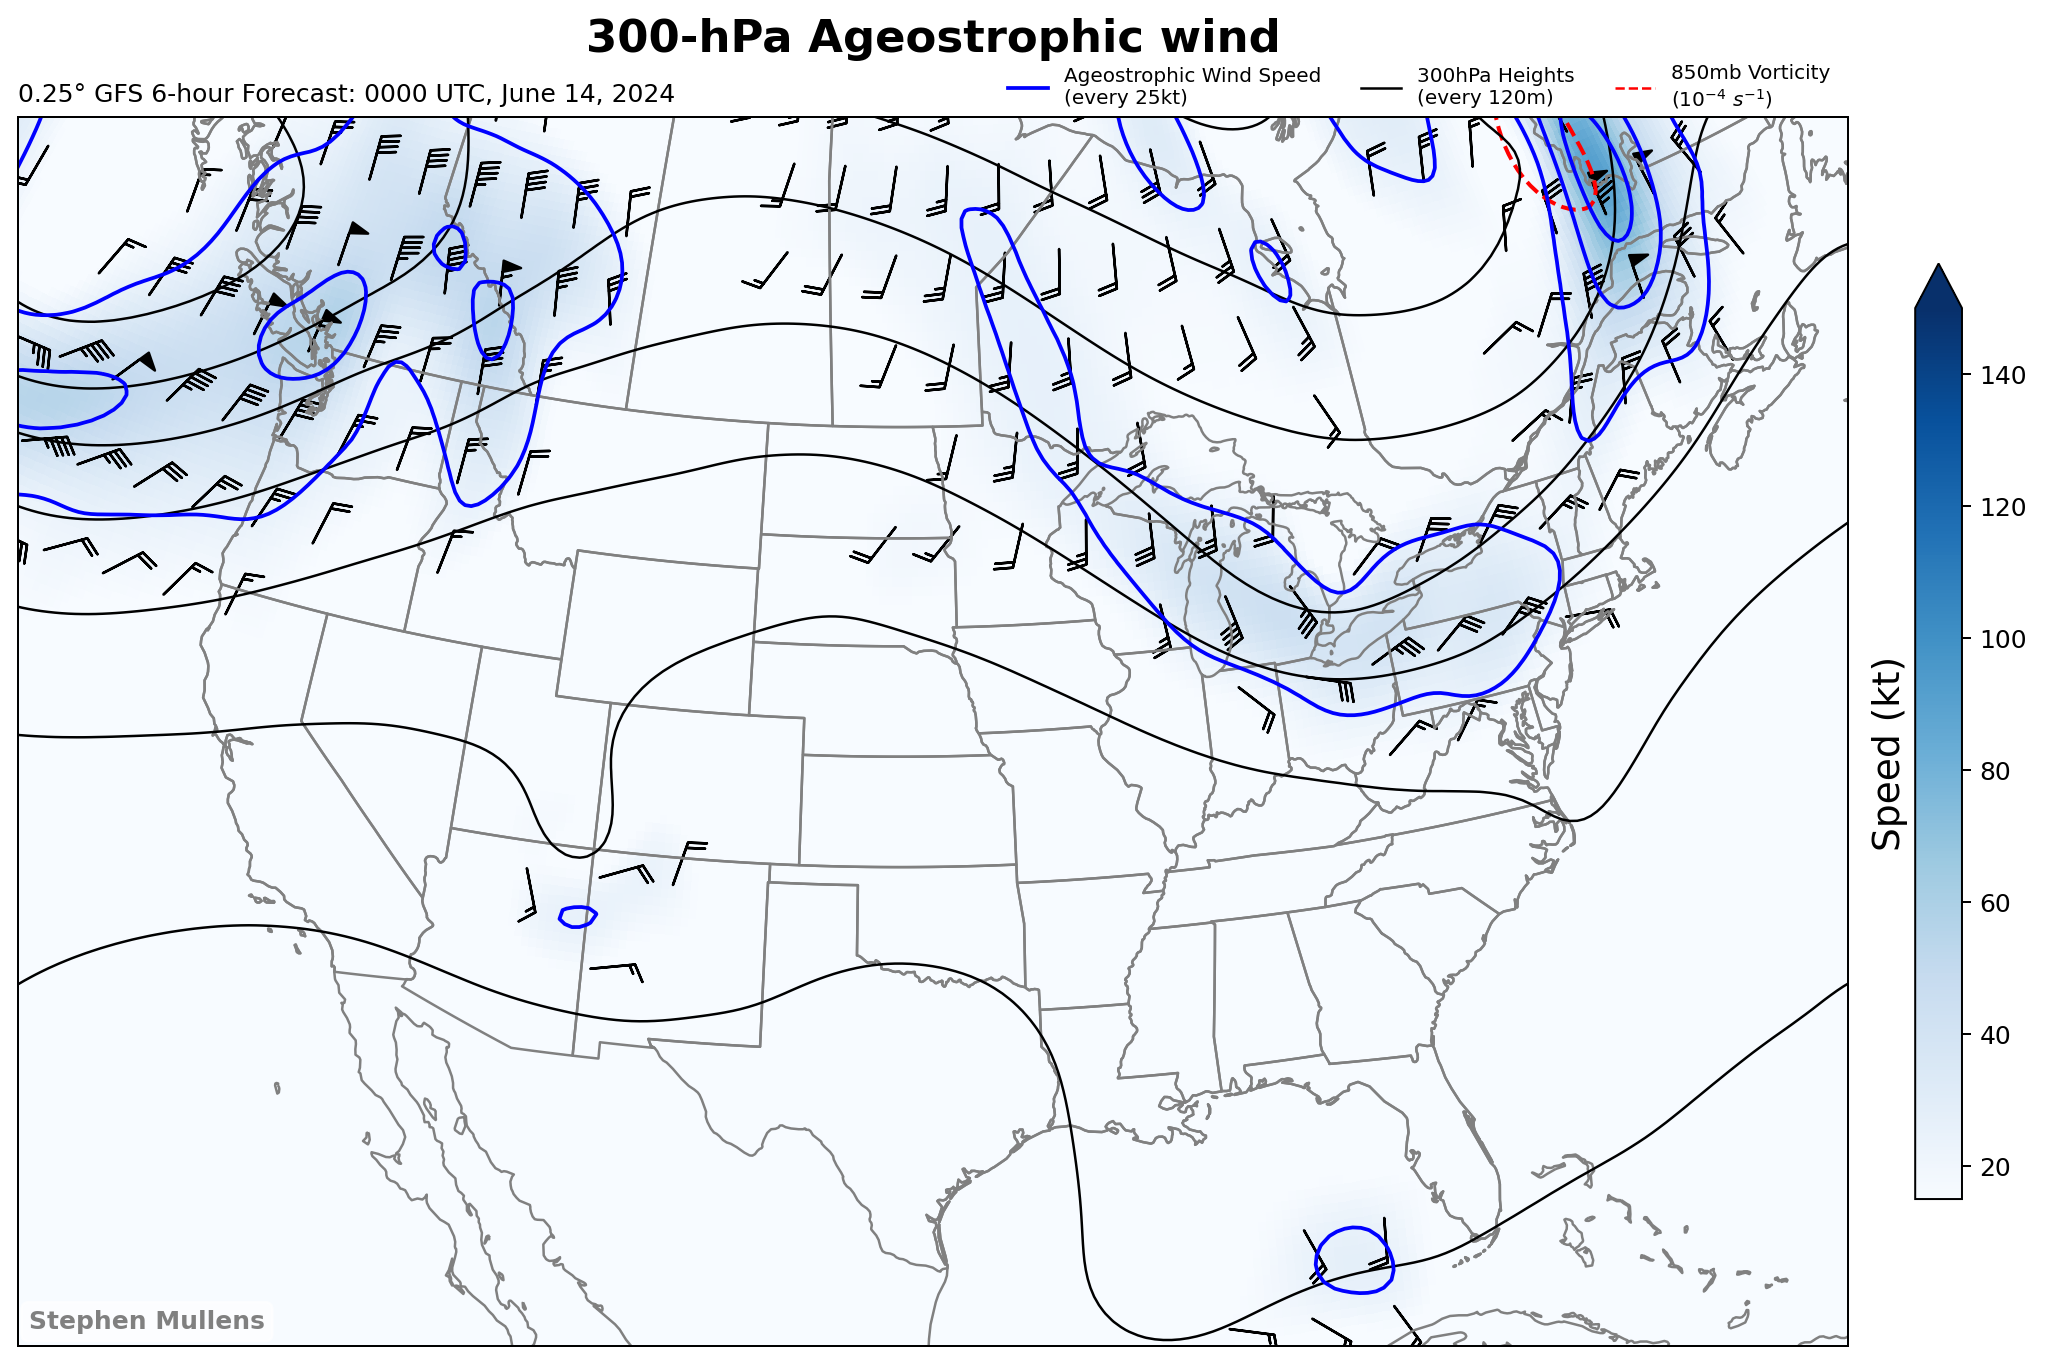 300-hPa Ageostrophic wind
0.25° GFS 6-hour Forecast: 0000 UTC, June 14, 2024
Ageostrophic Wind Speed
(every 25kt)
300hPa Heights
(every 120m)
850mb Vorticity
(10⁻⁴ s⁻¹)
140
120
100
80
60
40
20
Speed (kt)
Stephen Mullens